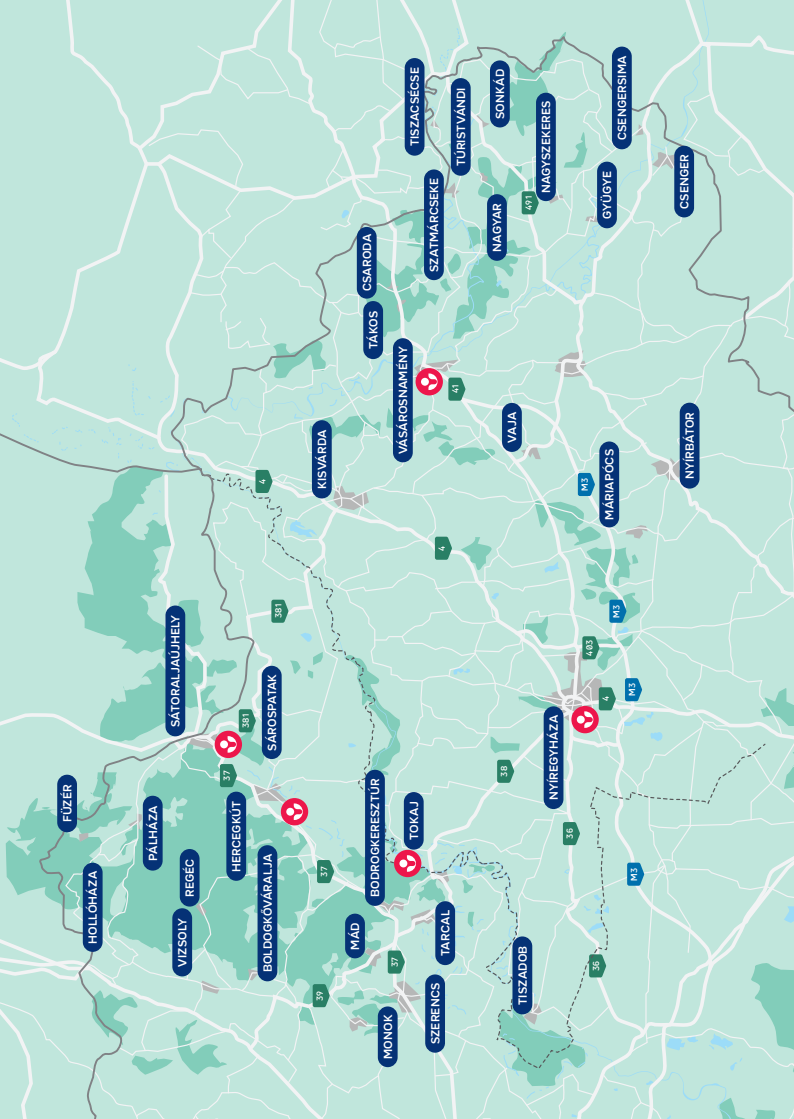 FÜZÉR
HOLLÓHÁZA
PÁLHÁZA
SÁTORALJAÚJHELY
VIZSOLY
REGÉC
37
HERCEGKÚT
381
4
BOLDOGKŐVÁRALJA
SÁROSPATAK
381
39
KISVÁRDA
37
MÁD
CSARODA
TÁKOS
BODROGKERESZTÚR
MONOK
37
VÁSÁROSNAMÉNY
TOKAJ
TISZACSÉCSE
SZATMÁRCSEKE
SZERENCS
4
TARCAL
41
TÚRISTVÁNDI
NAGYAR
SONKÁD
38
VAJA
TISZADOB
491
NAGYSZEKERES
NYÍREGYHÁZA
36
M3
403
36
4
GYÜGYE
MÁRIAPÓCS
M3
CSENGERSIMA
M3
M3
CSENGER
NYÍRBÁTOR